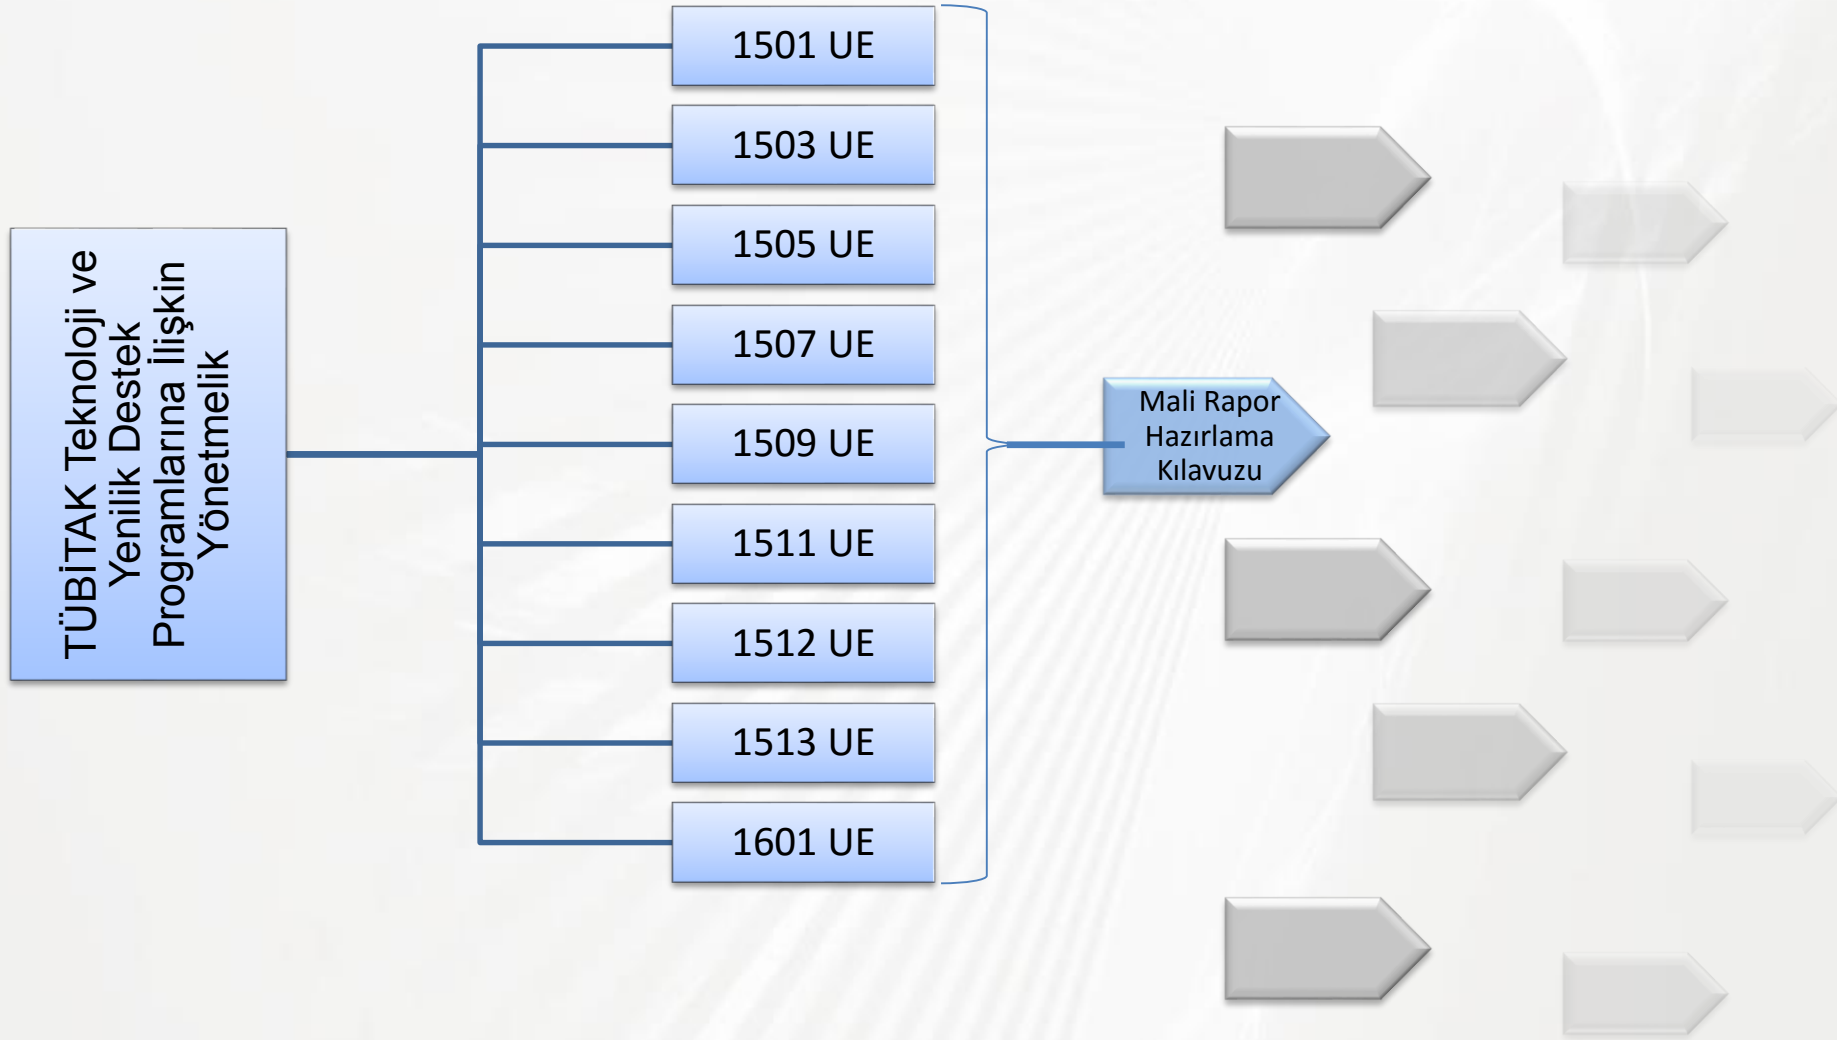 TÜBİTAK Teknoloji ve
Yenilik Destek
Programlarına İlişkin
Yönetmelik
1501 UE
1503 UE
1505 UE
1507 UE
1509 UE
1511 UE
1512 UE
1513 UE
1601 UE
Mali Rapor
Hazırlama
Kılavuzu